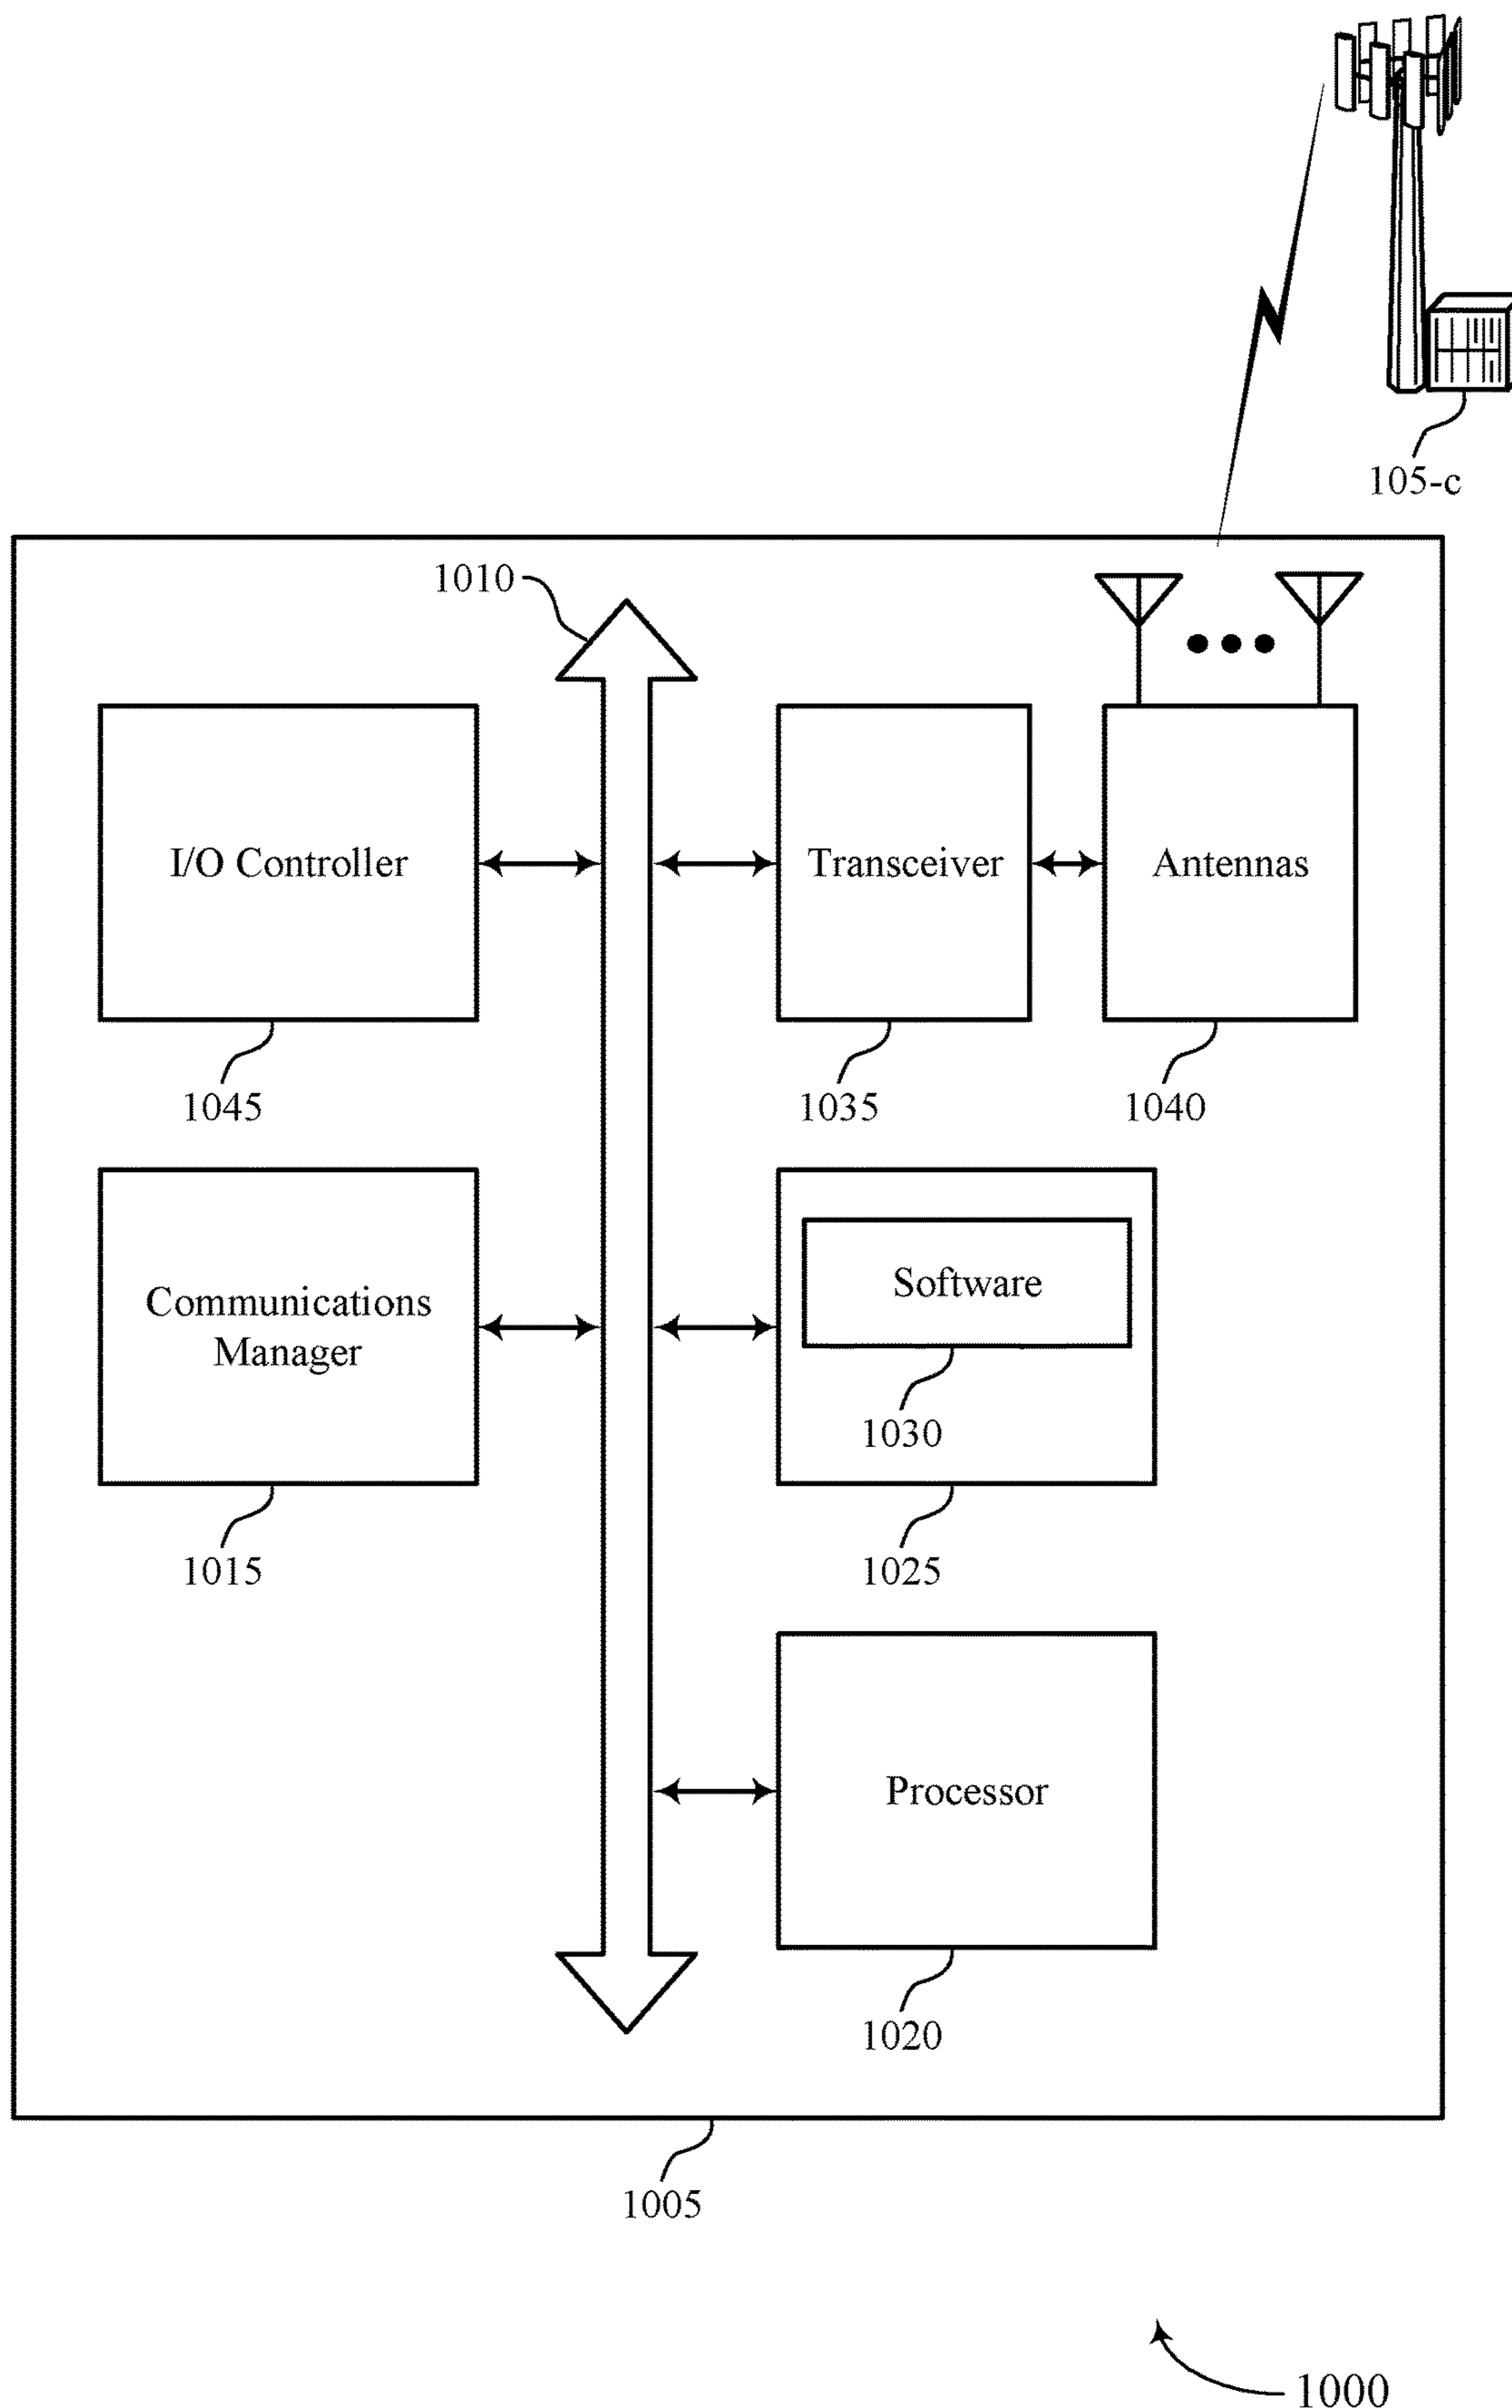 105-c
1010
I/O Controller
Transceiver
Antennas
1045
1035
1040
Communications
Manager
Software
1030
1015
1025
Processor
1020
1005
1000